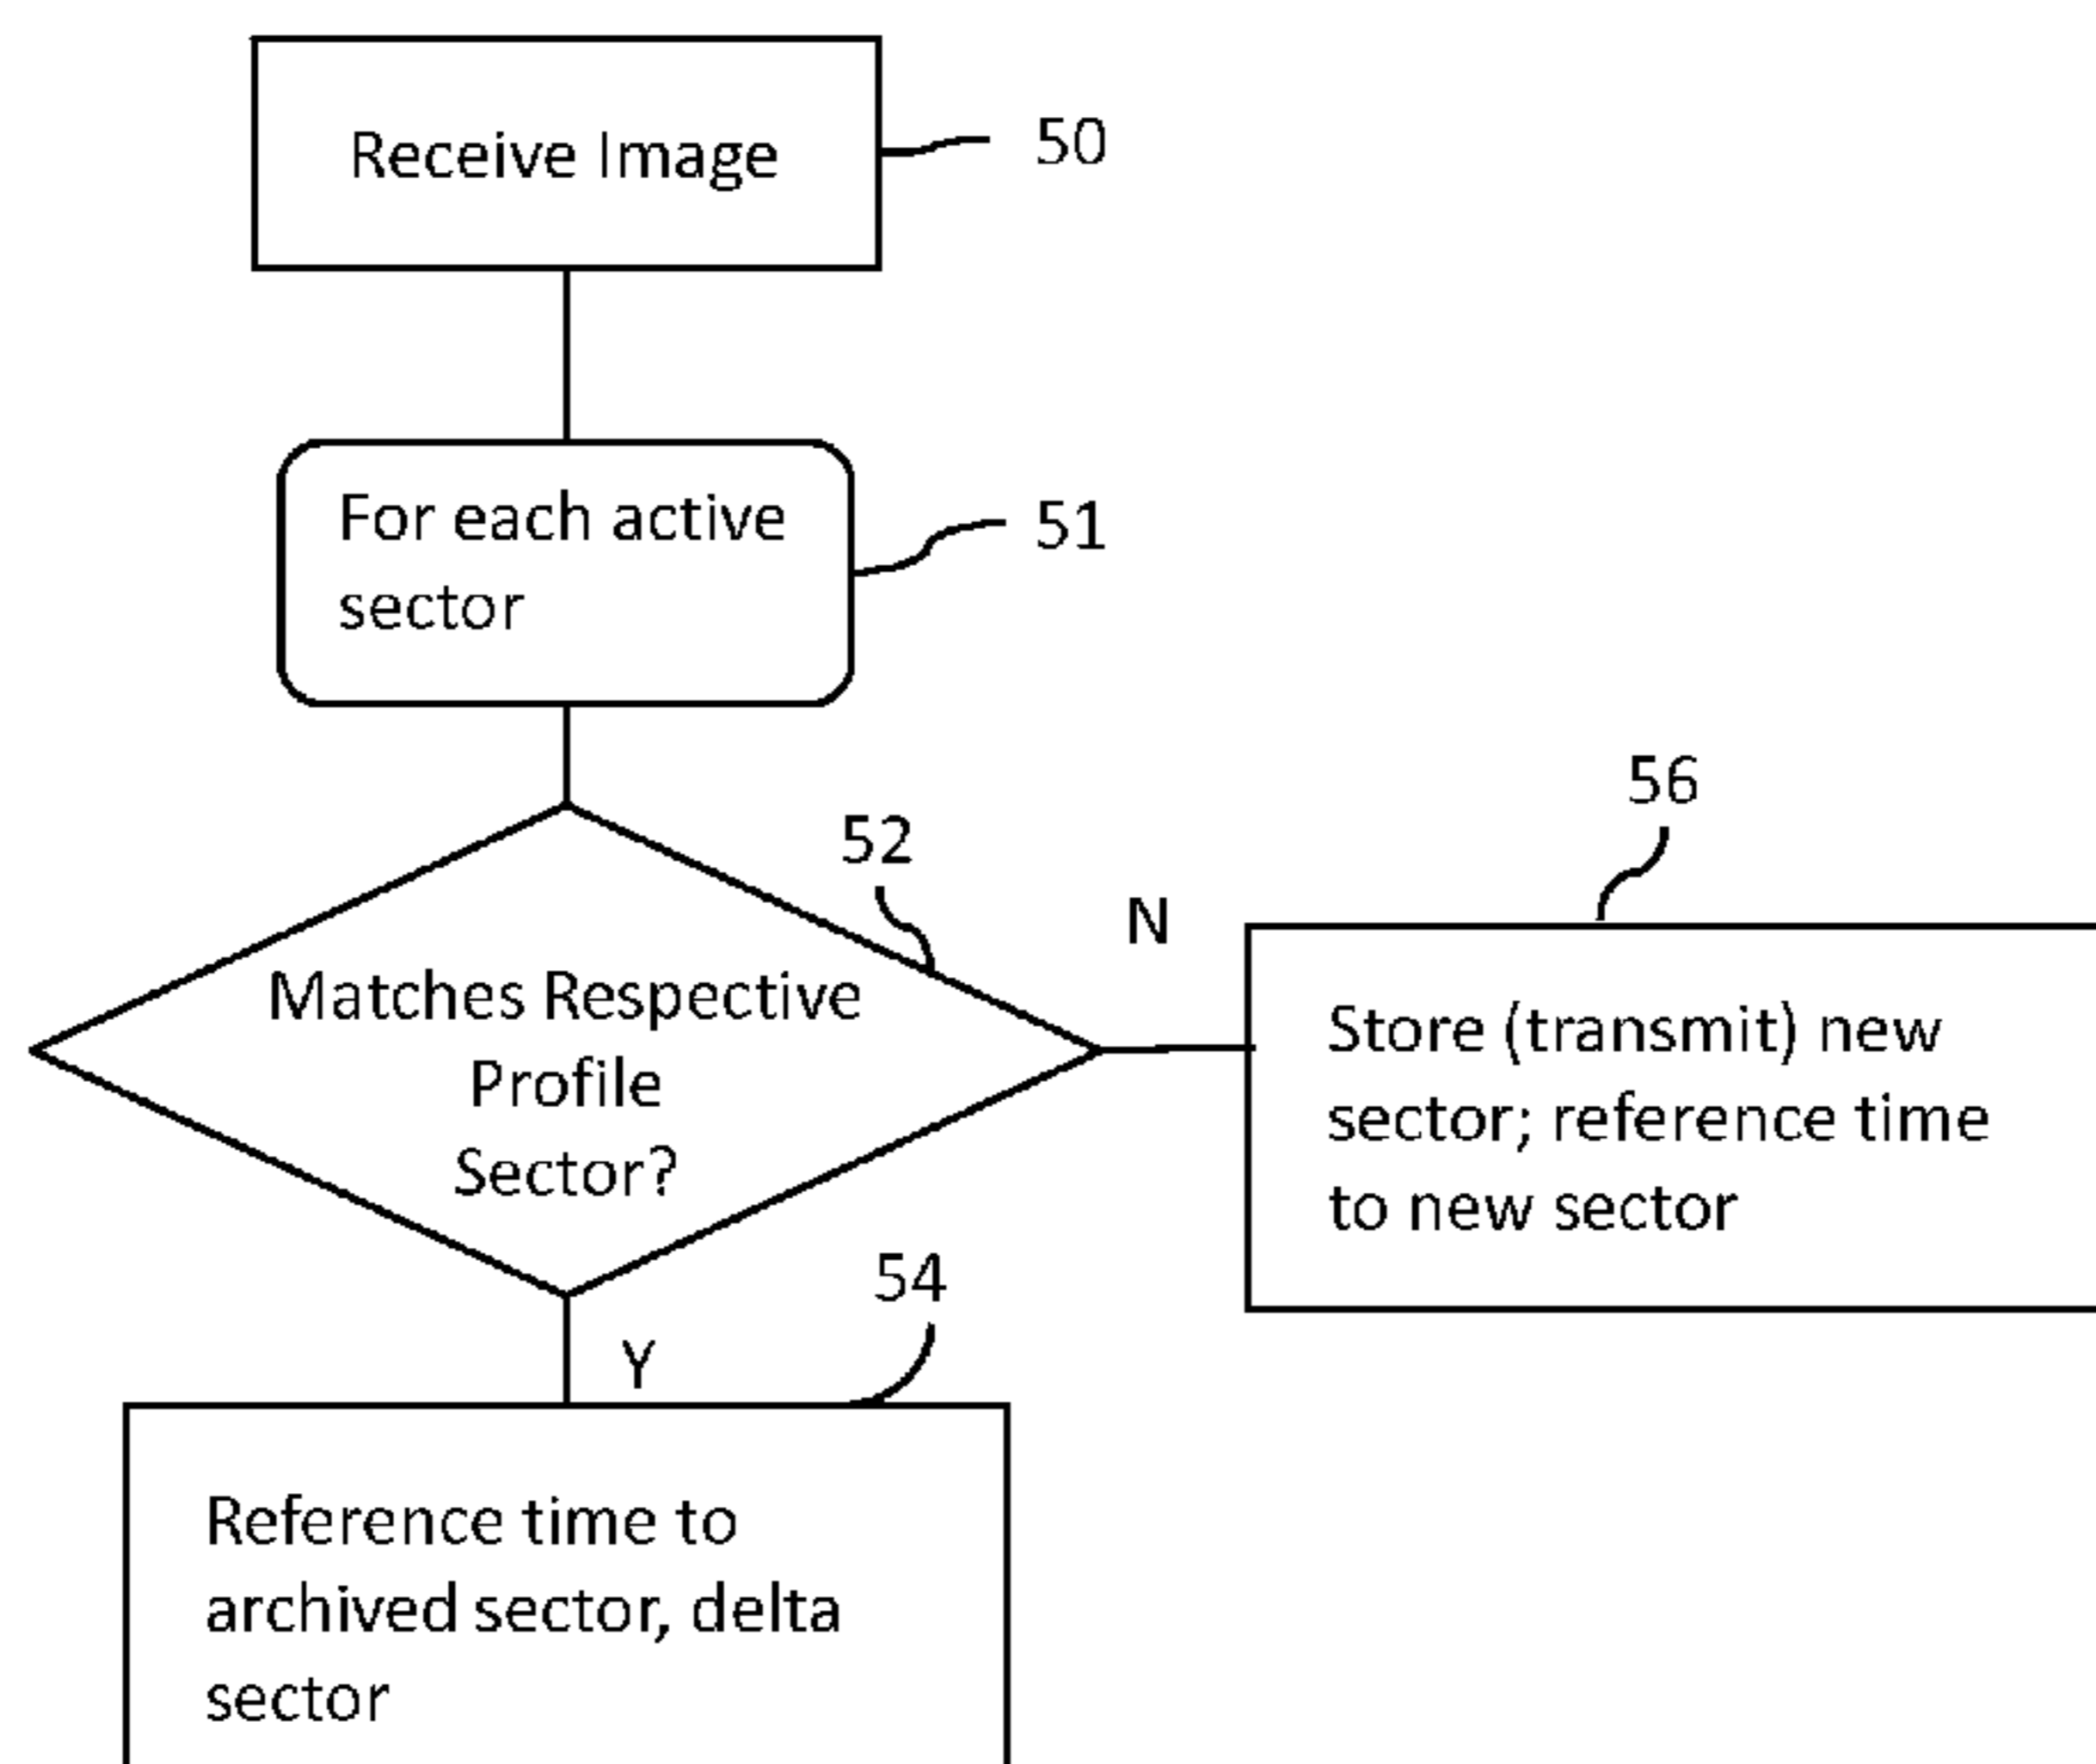 Receive Image
50
For each active
sector
51
52
Matches Respective
Profile
Sector?
N
56
Store (transmit) new
sector; reference time
to new sector
54
Y
Reference time to
archived sector, delta
sector